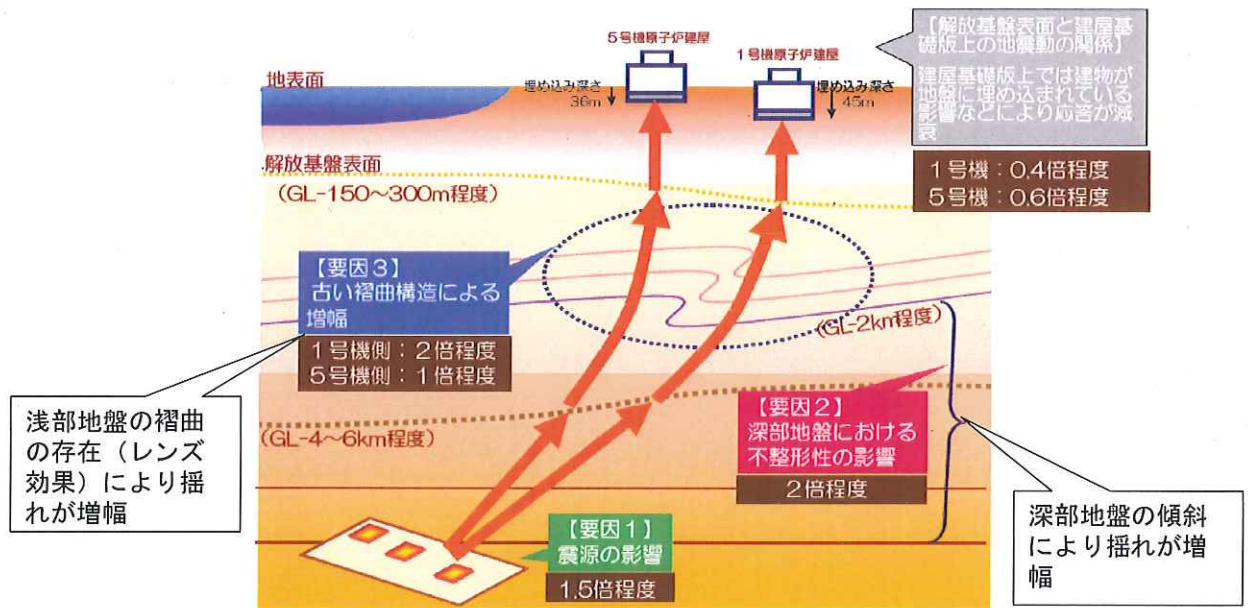 5号機原子炉建屋
1号機原子炉建屋
地表面
埋め込み深さ
36m
埋め込み深さ
45m
【解放基盤表面と建屋基
礎版上の地震動の関係】
建屋基礎版上では建物が
地盤に埋め込まれている
影響などにより応答が減
衰
1号機：0.4倍程度
5号機：0.6倍程度
解放基盤表面
(GL-150～300m程度)
【要因3】
古い褶曲構造による
増幅
1号機側：2倍程度
5号機側：1倍程度
(GL-2km程度)
浅部地盤の褶曲
の存在（レンズ
効果）により揺
れが増幅
(GL-4～6km程度)
【要因2】
深部地盤における
不整形性の影響
2倍程度
深部地盤の傾斜
により揺れが増
幅
【要因1】
震源の影響
1.5倍程度